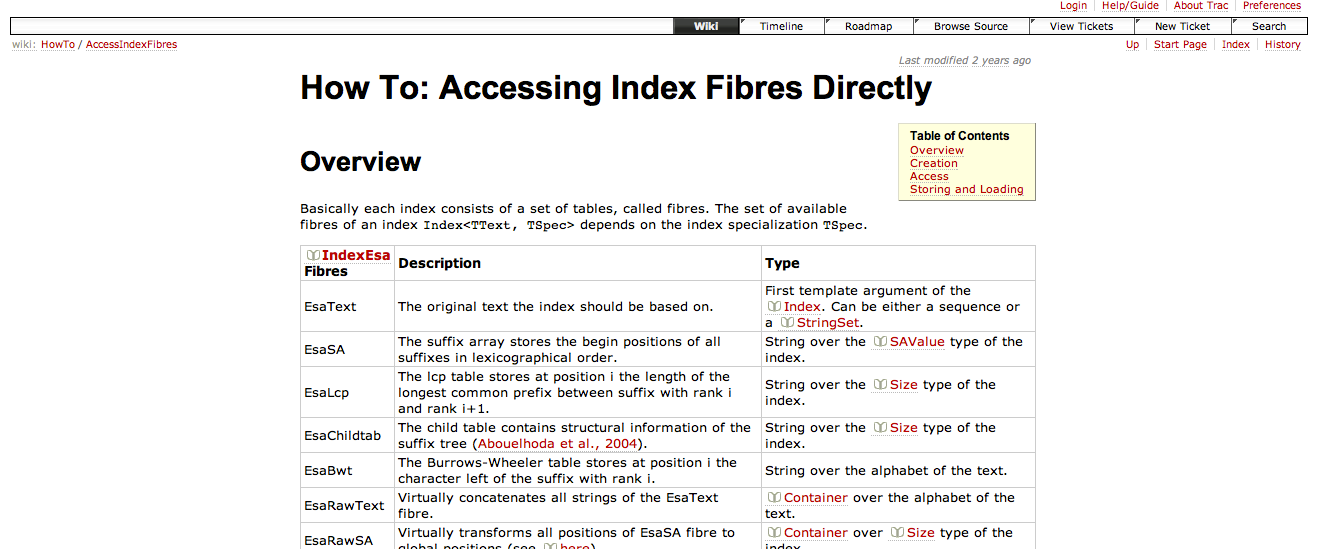 Login Help/Guide About Trac Preferences
Wiki Timeline Roadmap Browse Source View Tickets New Ticket Search
wiki: HowTo / AccessIndexFibres Up Start Page Index History
Last modified 2 years ago
How To: Accessing Index Fibres Directly
Table of Contents
Overview
Creation
Access
Storing and Loading
Overview
Basically each index consists of a set of tables, called fibres. The set of available
fibres of an index Index<TText, TSpec> depends on the index specialization TSpec.
IndexEsa
Fibres
Description
Type
EsaText
The original text the index should be based on.
First template argument of the
Index. Can be either a sequence or
a StringSet.
EsaSA
The suffix array stores the begin positions of all
suffixes in lexicographical order.
String over the SAValue type of the
index.
EsaLcp
The lcp table stores at position i the length of the
longest common prefix between suffix with rank i
and rank i+1.
String over the Size type of the
index.
EsaChildtab
The child table contains structural information of the
suffix tree (Abouelhoda et al., 2004).
String over the Size type of the
index.
EsaBwt
The Burrows-Wheeler table stores at position i the
character left of the suffix with rank i.
String over the alphabet of the text.
EsaRawText
Virtually concatenates all strings of the EsaText
fibre.
Container over the alphabet of the
text.
EsaRawSA
Virtually transforms all positions of EsaSA fibre to
global positions (see here)
Container over Size type of the
index